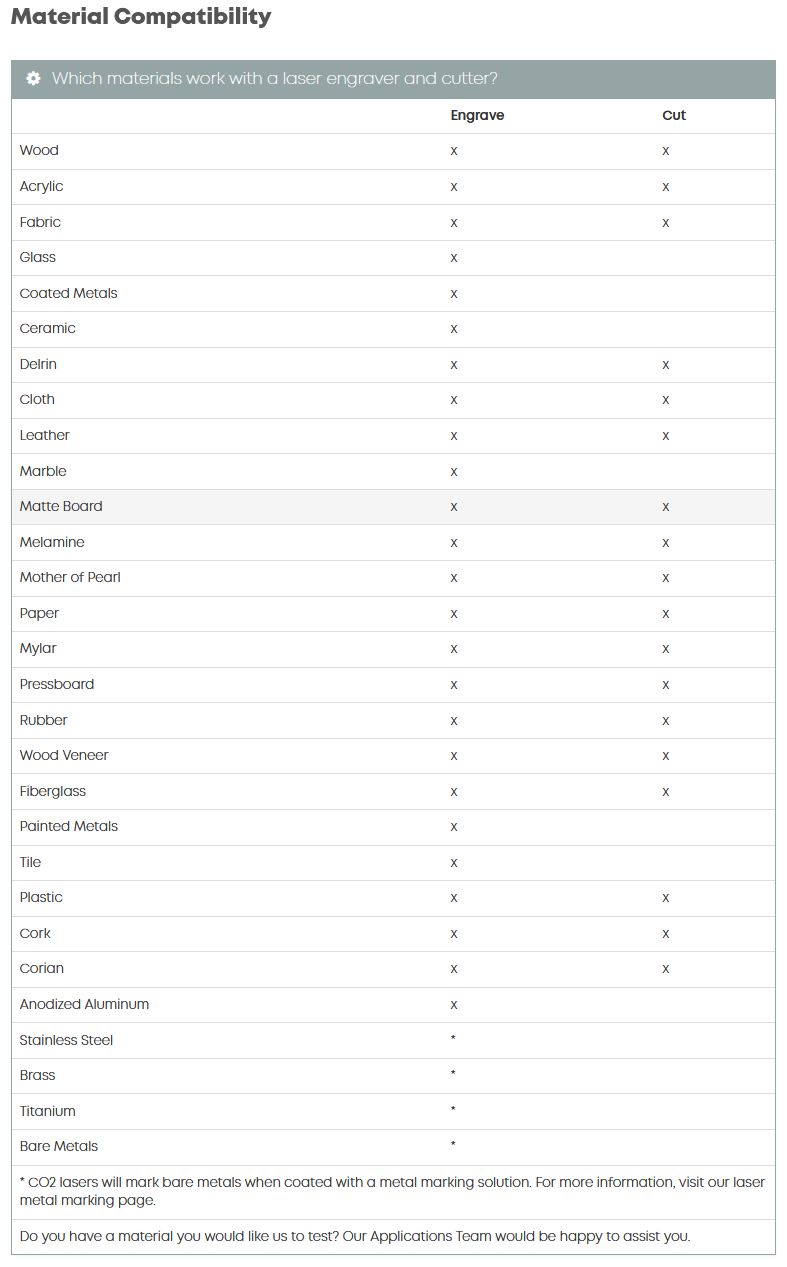 Material Compatibility
Which materials work with a laser engraver and cutter?
Engrave Cut
Wood x x
Acrylic x x
Fabric x x
Glass x
Coated Metals x
Ceramic x
Delrin x x
Cloth x x
Leather x x
Marble x
Matte Board x x
Melamine x x
Mother of Pearl x x
Paper x x
Mylar x x
Pressboard x x
Rubber x x
Wood Veneer x x
Fiberglass x x
Painted Metals x
Tile x
Plastic x x
Cork x x
Corian x x
Anodized Aluminum x
Stainless Steel *
Brass *
Titanium *
Bare Metals *
* CO2 lasers will mark bare metals when coated with a metal marking solution. For more information, visit our laser
metal marking page.
Do you have a material you would like us to test? Our Applications Team would be happy to assist you.